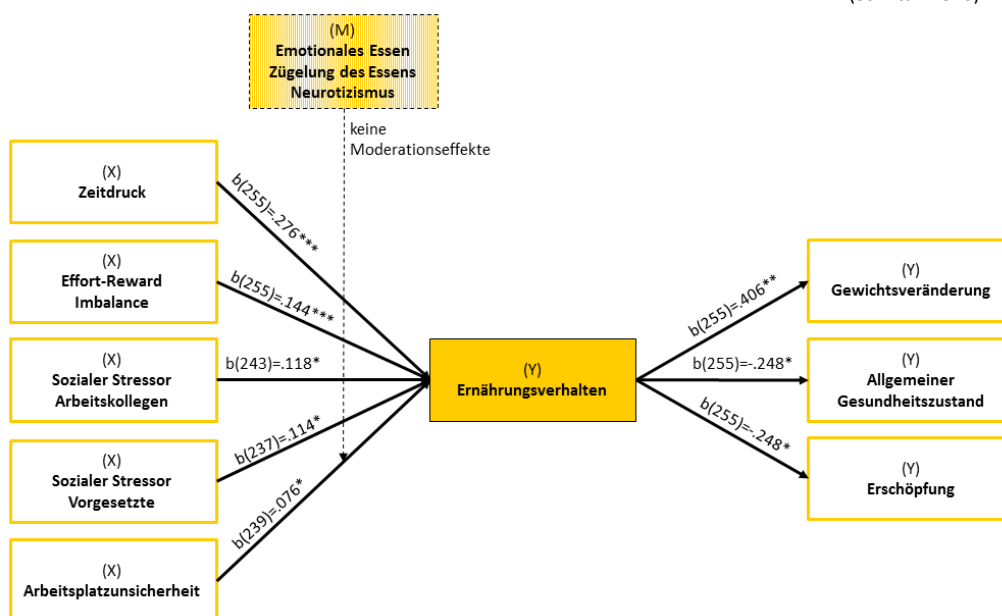 (M)
Emotionales Essen
Zügelung des Essens
Neurotizismus
keine
Moderationseffekte
(X)
Zeitdruck
b(255)=.276***
(X)
Effort-Reward
Imbalance
b(255)=.144***
(X)
Sozialer Stressor
Arbeitskollegen
b(243)=.118*
(X)
Sozialer Stressor
Vorgesetzte
b(237)=.114*
(X)
Arbeitsplatzunsicherheit
b(239)=.076*
(Y)
Ernährungsverhalten
b(255)=.406**
(Y)
Gewichtsveränderung
b(255)=-.248*
(Y)
Allgemeiner
Gesundheitszustand
b(255)=-.248*
(Y)
Erschöpfung